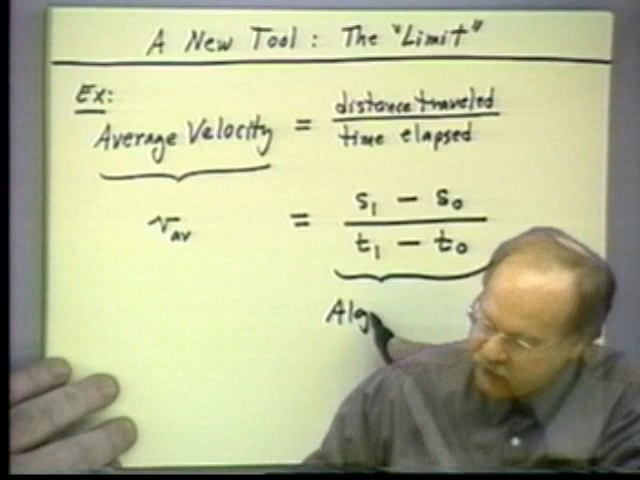 A New Tool : The "Limit"
Ex:
Average Velocity = distance traveled / time elapsed
v_av = s₁ − s₀ / t₁ − t₀
Alg